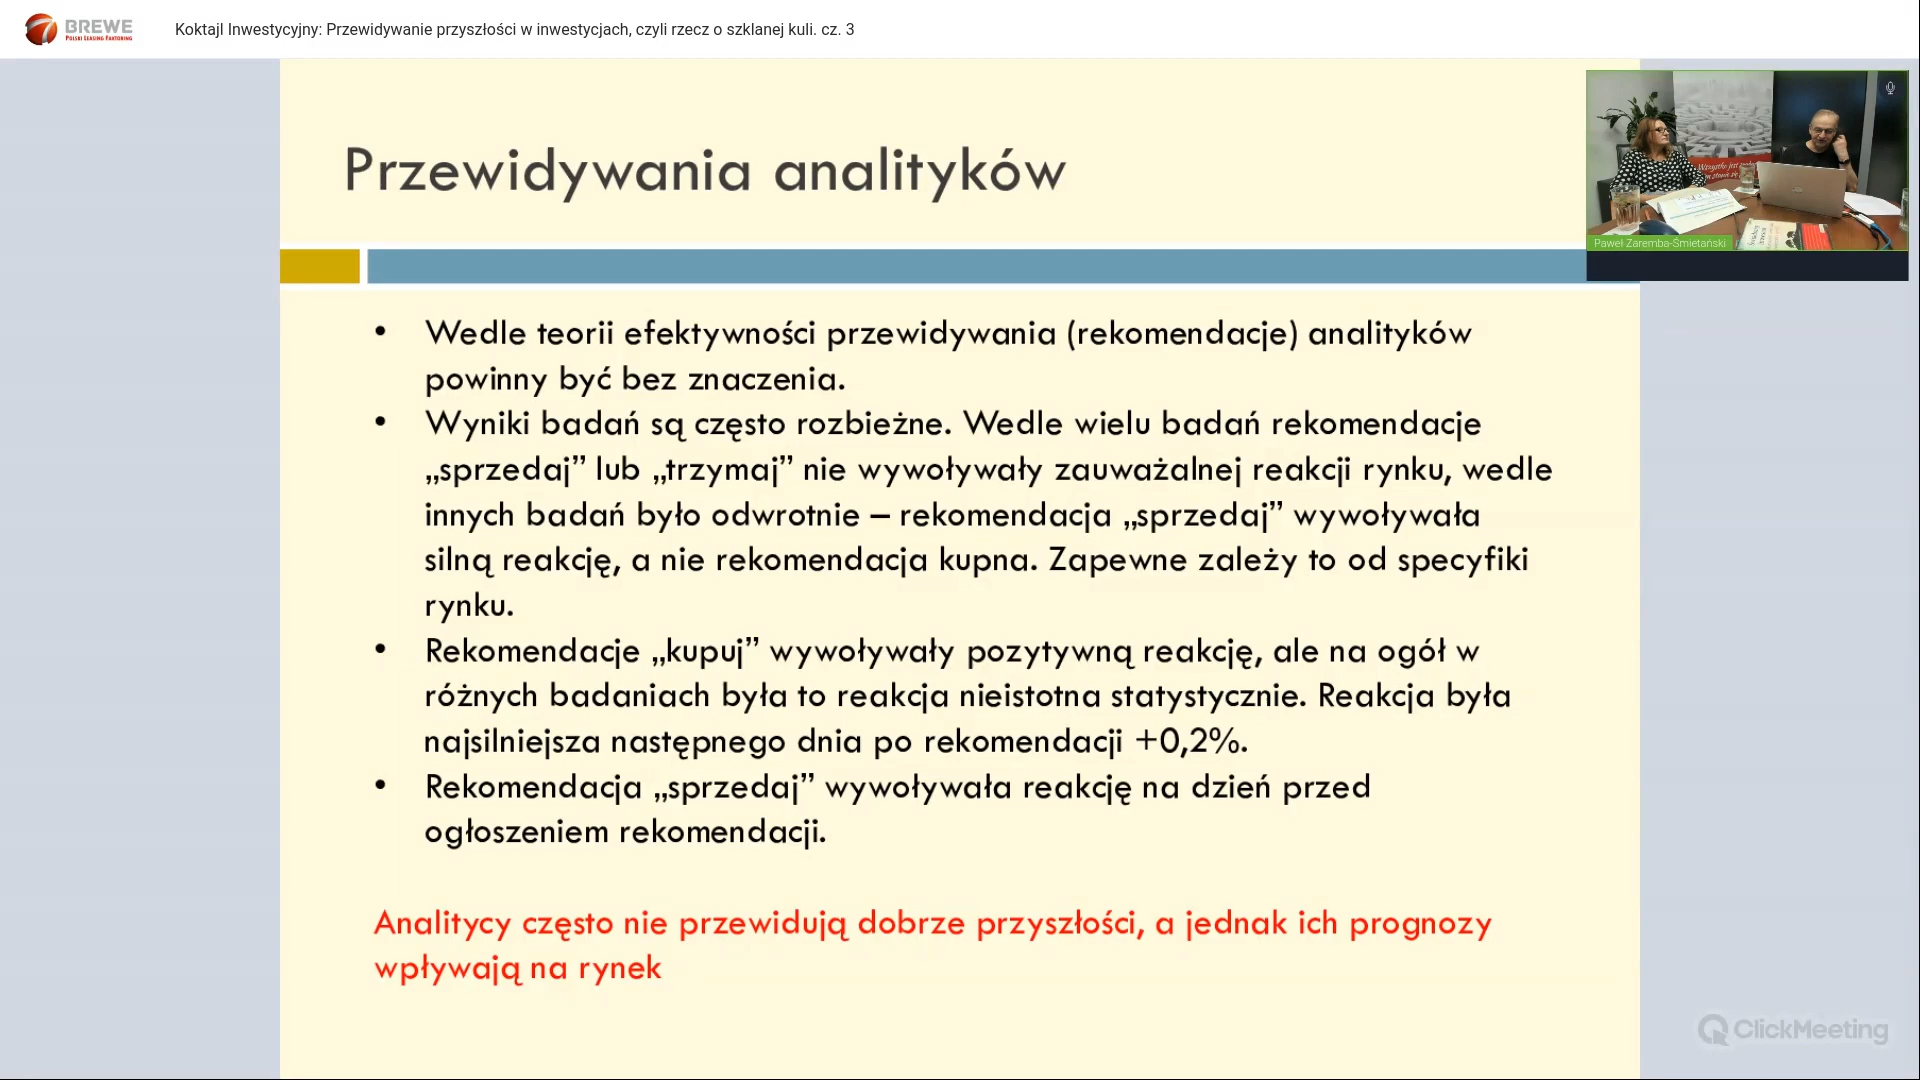 BREWE
POLSKI LEASING FAKTORING
Koktajl Inwestycyjny: Przewidywanie przyszłości w inwestycjach, czyli rzecz o szklanej kuli. cz. 3
Przewidywania analityków
Paweł Zaremba-Śmietański
• Wedle teorii efektywności przewidywania (rekomendacje) analityków
powinny być bez znaczenia.
• Wyniki badań są często rozbieżne. Wedle wielu badań rekomendacje
„sprzedaj” lub „trzymaj” nie wywoływały zauważalnej reakcji rynku, wedle
innych badań było odwrotnie – rekomendacja „sprzedaj” wywoływała
silną reakcję, a nie rekomendacja kupna. Zapewne zależy to od specyfiki
rynku.
• Rekomendacje „kupuj” wywoływały pozytywną reakcję, ale na ogół w
różnych badaniach była to reakcja nieistotna statystycznie. Reakcja była
najsilniejsza następnego dnia po rekomendacji +0,2%.
• Rekomendacja „sprzedaj” wywoływała reakcję na dzień przed
ogłoszeniem rekomendacji.
Analitycy często nie przewidują dobrze przyszłości, a jednak ich prognozy
wpływają na rynek
ClickMeeting